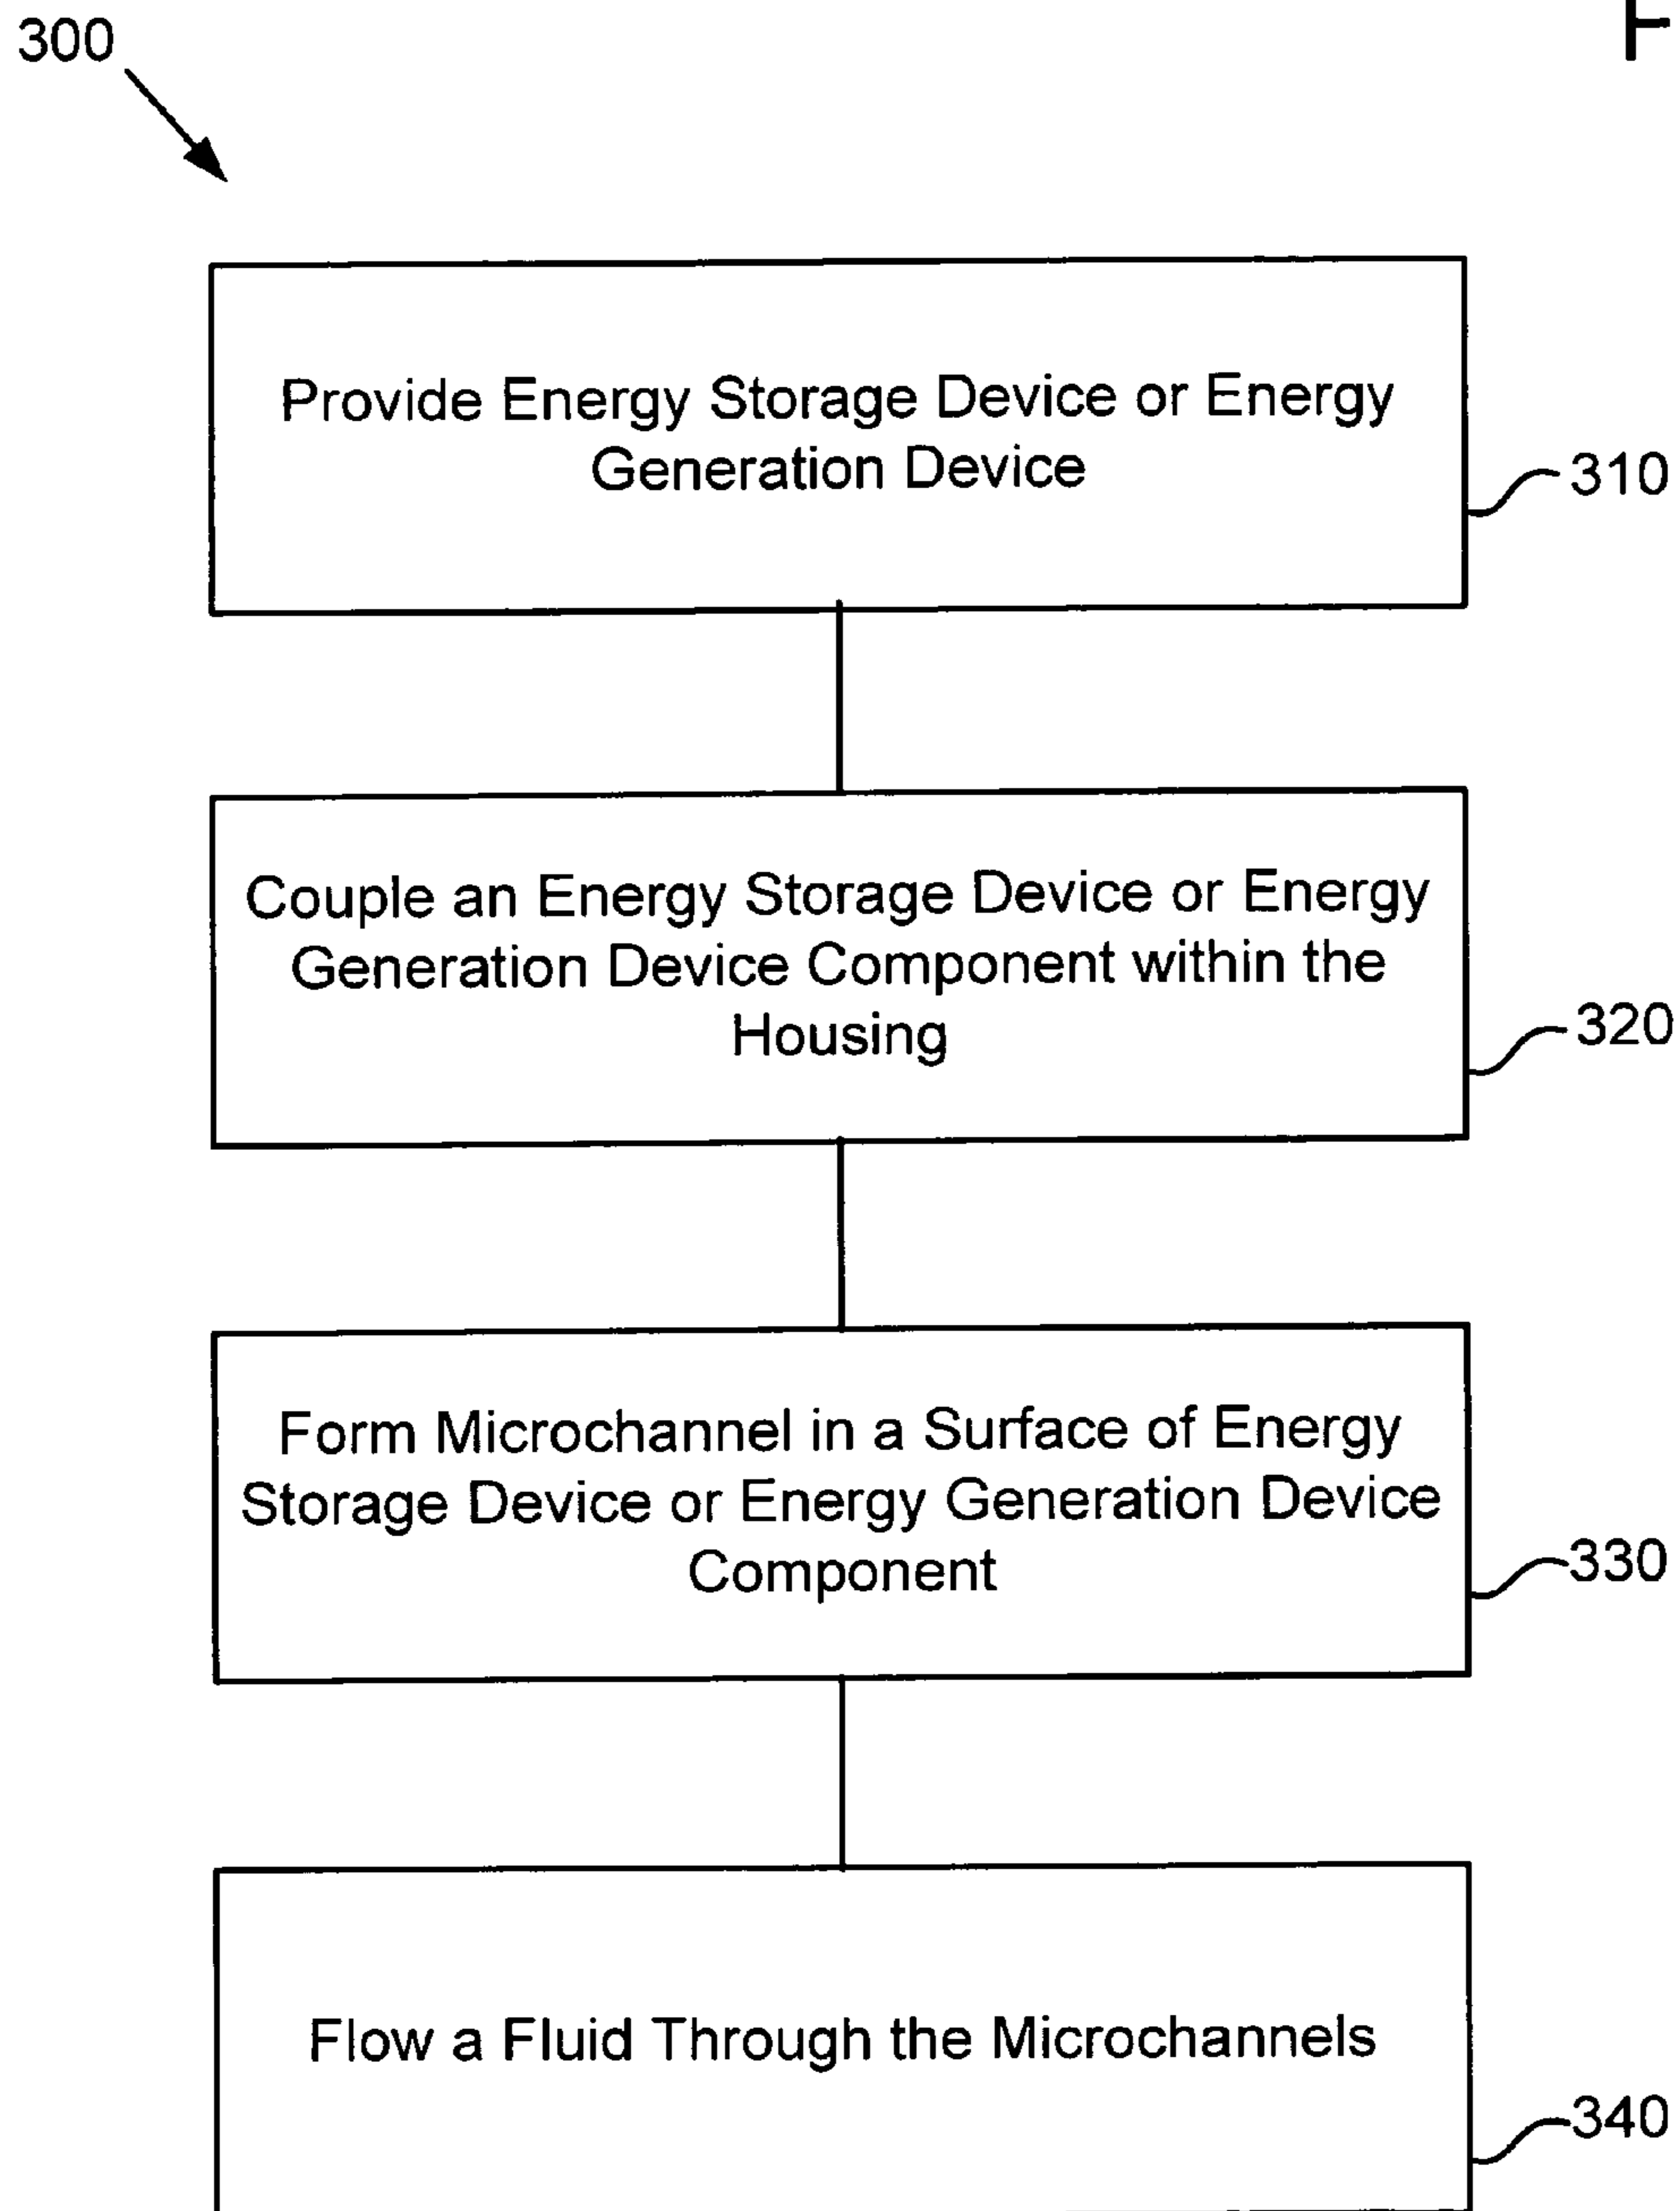 300
F
Provide Energy Storage Device or Energy
Generation Device
310
Couple an Energy Storage Device or Energy
Generation Device Component within the
Housing
320
Form Microchannel in a Surface of Energy
Storage Device or Energy Generation Device
Component
330
Flow a Fluid Through the Microchannels
340